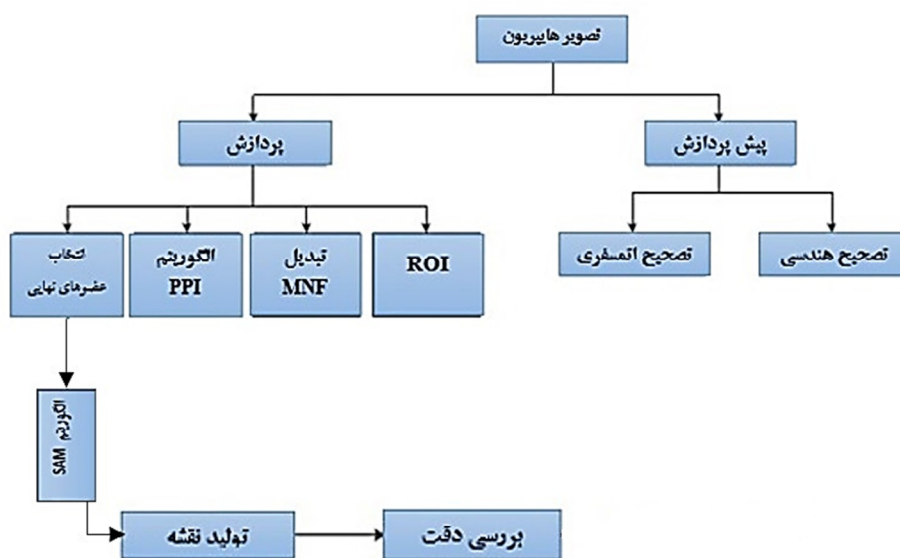 تصویر هایپریون
پیش پردازش
پردازش
تصحیح هندسی
تصحیح اتمسفری
ROI
تبدیل
MNF
الگوریتم
PPI
انتخاب
عضوهای نهایی
الگوریتم SAM
تولید نقشه
بررسی دقت